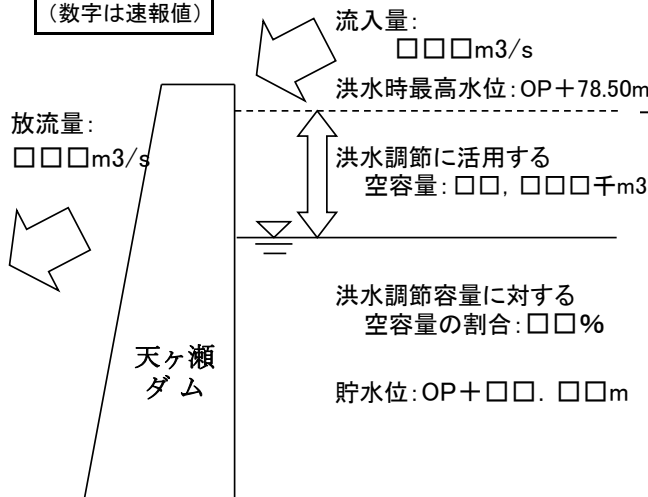 (数字は速報値)
流入量:
□□□m3/s
洪水時最高水位:OP+78.50m
放流量:
□□□m3/s
洪水調節に活用する
空容量:□□,□□□千m3
洪水調節容量に対する
空容量の割合:□□%
天ヶ瀬
ダム
貯水位:OP+□□.□□m